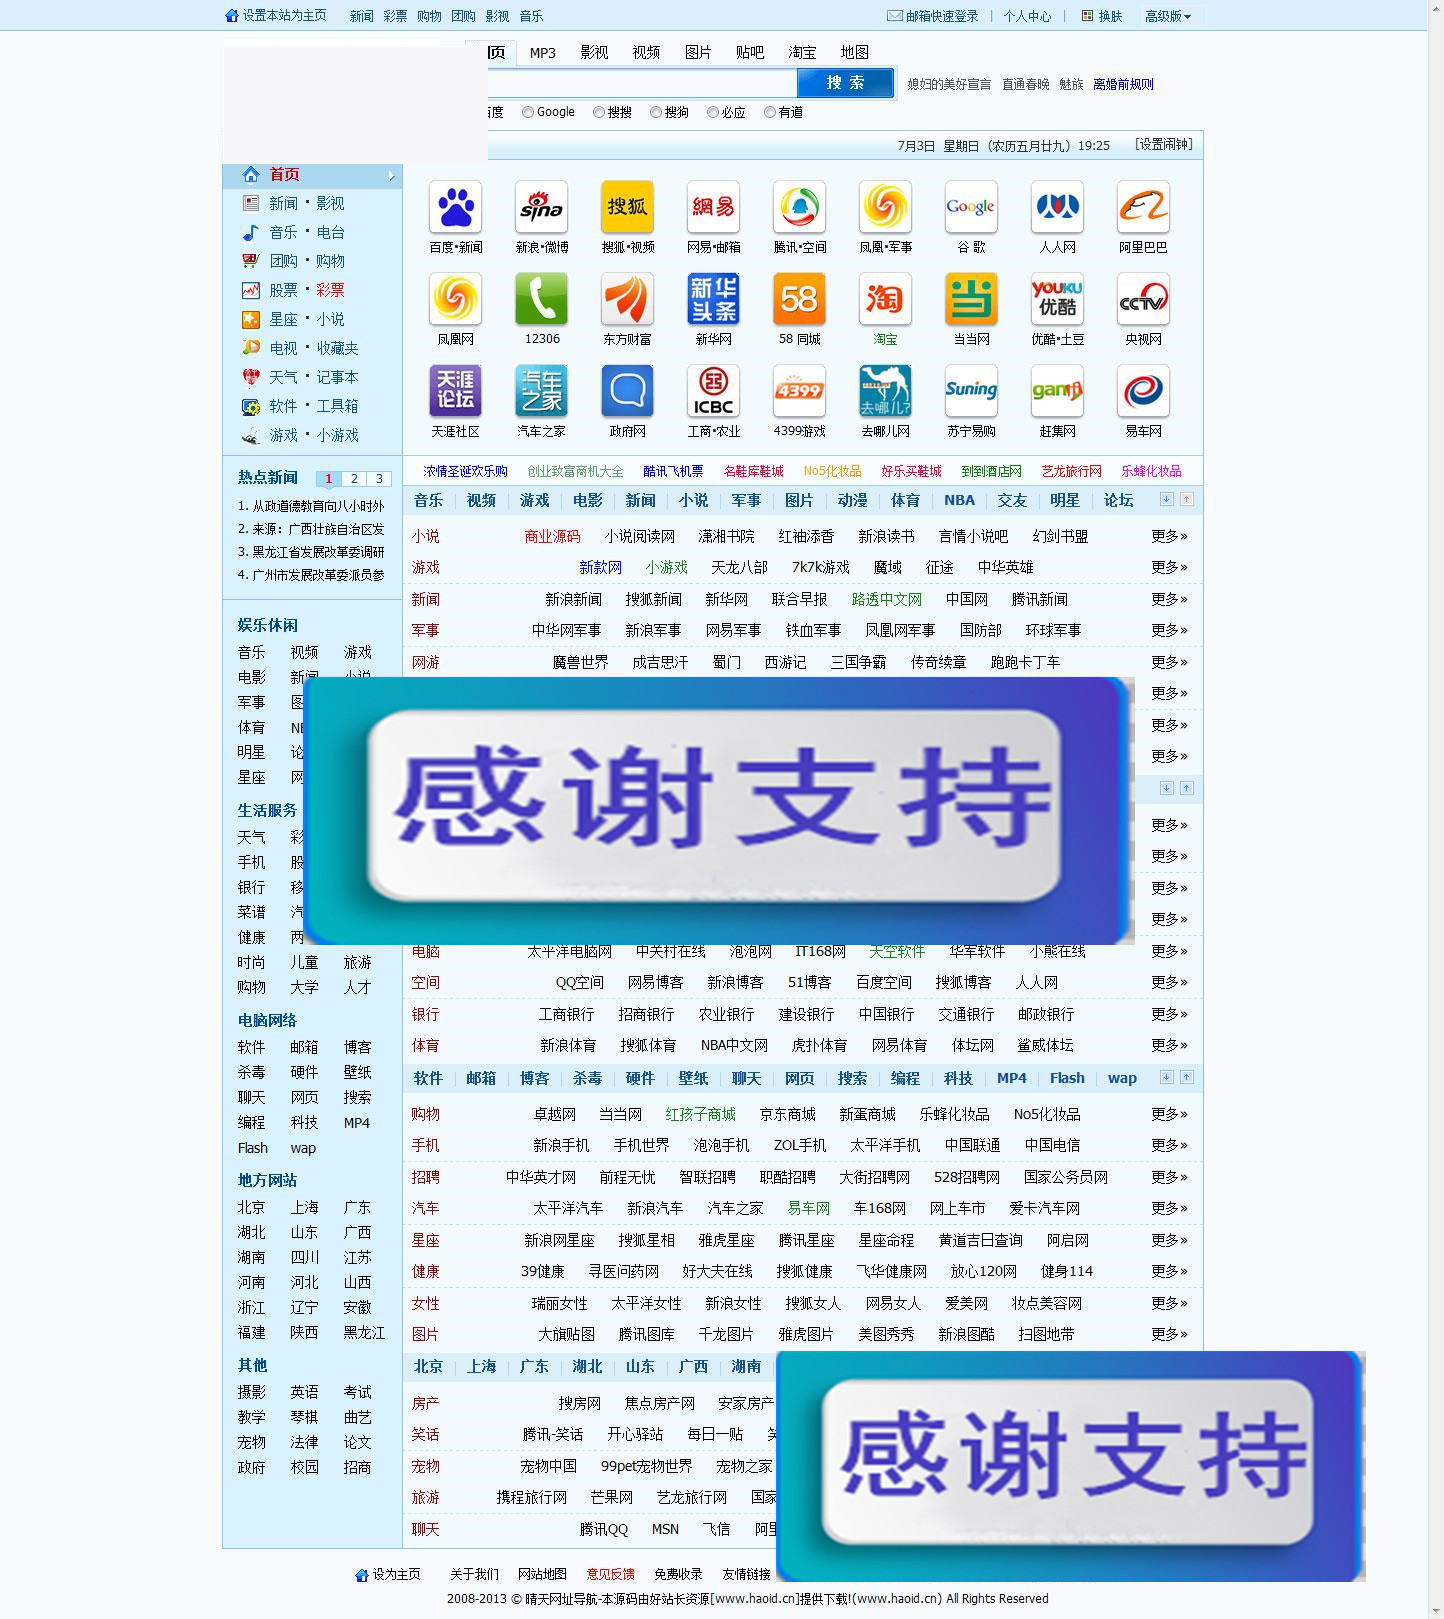 设置本站为主页 新闻 彩票 购物 团购 影视 音乐 邮箱快速登录 | 个人中心 | 换肤 高级版
页 MP3 影视 视频 图片 贴吧 淘宝 地图
搜 索 媳妇的美好宣言 直通春晚 魅族 离婚前规则
百度 Google 搜搜 搜狗 必应 有道
7月3日 星期日 (农历五月廿九) 19:25 [设置闹钟]
首页
新闻·影视
音乐·电台
团购·购物
股票·彩票
星座·小说
电视·收藏夹
天气·记事本
软件·工具箱
游戏·小游戏
sina 搜狐 網易 Google
百度•新闻 新浪•微博 搜狐•视频 网易•邮箱 腾讯•空间 凤凰•军事 谷 歌 人人网 阿里巴巴
新华头条 58 淘 当 YOUKU优酷 CCTV
凤凰网 12306 东方财富 新华网 58 同城 淘宝 当当网 优酷•土豆 央视网
天涯论坛 汽车之家 ICBC 4399 去哪儿? Suning ganji
天涯社区 汽车之家 政府网 工商•农业 4399游戏 去哪儿网 苏宁易购 赶集网 易车网
热点新闻 1 2 3
1. 从政道德教育向八小时外
2. 来源：广西壮族自治区发
3. 黑龙江省发展改革委调研
4. 广州市发展改革委派员参
娱乐休闲
音乐 视频 游戏
电影 新闻 小说
军事
体育
明星
星座
生活服务
天气
手机
银行
菜谱
健康
时尚 儿童 旅游
购物 大学 人才
电脑网络
软件 邮箱 博客
杀毒 硬件 壁纸
聊天 网页 搜索
编程 科技 MP4
Flash wap
地方网站
北京 上海 广东
湖北 山东 广西
湖南 四川 江苏
河南 河北 山西
浙江 辽宁 安徽
福建 陕西 黑龙江
其他
摄影 英语 考试
教学 琴棋 曲艺
宠物 法律 论文
政府 校园 招商
浓情圣诞欢乐购 创业致富商机大全 酷讯飞机票 名鞋库鞋城 No5化妆品 好乐买鞋城 到到酒店网 艺龙旅行网 乐蜂化妆品
音乐 视频 游戏 电影 新闻 小说 军事 图片 动漫 体育 NBA 交友 明星 论坛
小说 商业源码 小说阅读网 潇湘书院 红袖添香 新浪读书 言情小说吧 幻剑书盟 更多»
游戏 新款网 小游戏 天龙八部 7k7k游戏 魔域 征途 中华英雄 更多»
新闻 新浪新闻 搜狐新闻 新华网 联合早报 路透中文网 中国网 腾讯新闻 更多»
军事 中华网军事 新浪军事 网易军事 铁血军事 凤凰网军事 国防部 环球军事 更多»
网游 魔兽世界 成吉思汗 蜀门 西游记 三国争霸 传奇续章 跑跑卡丁车 更多»
更多»
更多»
更多»
感谢支持
更多»
更多»
更多»
更多»
电脑 太平洋电脑网 中关村在线 泡泡网 IT168网 天空软件 华军软件 小熊在线 更多»
空间 QQ空间 网易博客 新浪博客 51博客 百度空间 搜狐博客 人人网 更多»
银行 工商银行 招商银行 农业银行 建设银行 中国银行 交通银行 邮政银行 更多»
体育 新浪体育 搜狐体育 NBA中文网 虎扑体育 网易体育 体坛网 鲨威体坛 更多»
软件 邮箱 博客 杀毒 硬件 壁纸 聊天 网页 搜索 编程 科技 MP4 Flash wap
购物 卓越网 当当网 红孩子商城 京东商城 新蛋商城 乐蜂化妆品 No5化妆品 更多»
手机 新浪手机 手机世界 泡泡手机 ZOL手机 太平洋手机 中国联通 中国电信 更多»
招聘 中华英才网 前程无忧 智联招聘 职酷招聘 大街招聘网 528招聘网 国家公务员网 更多»
汽车 太平洋汽车 新浪汽车 汽车之家 易车网 车168网 网上车市 爱卡汽车网 更多»
星座 新浪网星座 搜狐星相 雅虎星座 腾讯星座 星座命程 黄道吉日查询 阿启网 更多»
健康 39健康 寻医问药网 好大夫在线 搜狐健康 飞华健康网 放心120网 健身114 更多»
女性 瑞丽女性 太平洋女性 新浪女性 搜狐女人 网易女人 爱美网 妆点美容网 更多»
图片 大旗贴图 腾讯图库 千龙图片 雅虎图片 美图秀秀 新浪图酷 扫图地带 更多»
北京 上海 广东 湖北 山东 广西 湖南
房产 搜房网 焦点房产网 安家房产
笑话 腾讯-笑话 开心驿站 每日一贴
宠物 宠物中国 99pet宠物世界 宠物之家
旅游 携程旅行网 芒果网 艺龙旅行网 国家
聊天 腾讯QQ MSN 飞信 阿里
感谢支持
设为主页 关于我们 网站地图 意见反馈 免费收录 友情链接
2008-2013 © 晴天网址导航-本源码由好站长资源[www.haoid.cn]提供下载!(www.haoid.cn) All Rights Reserved